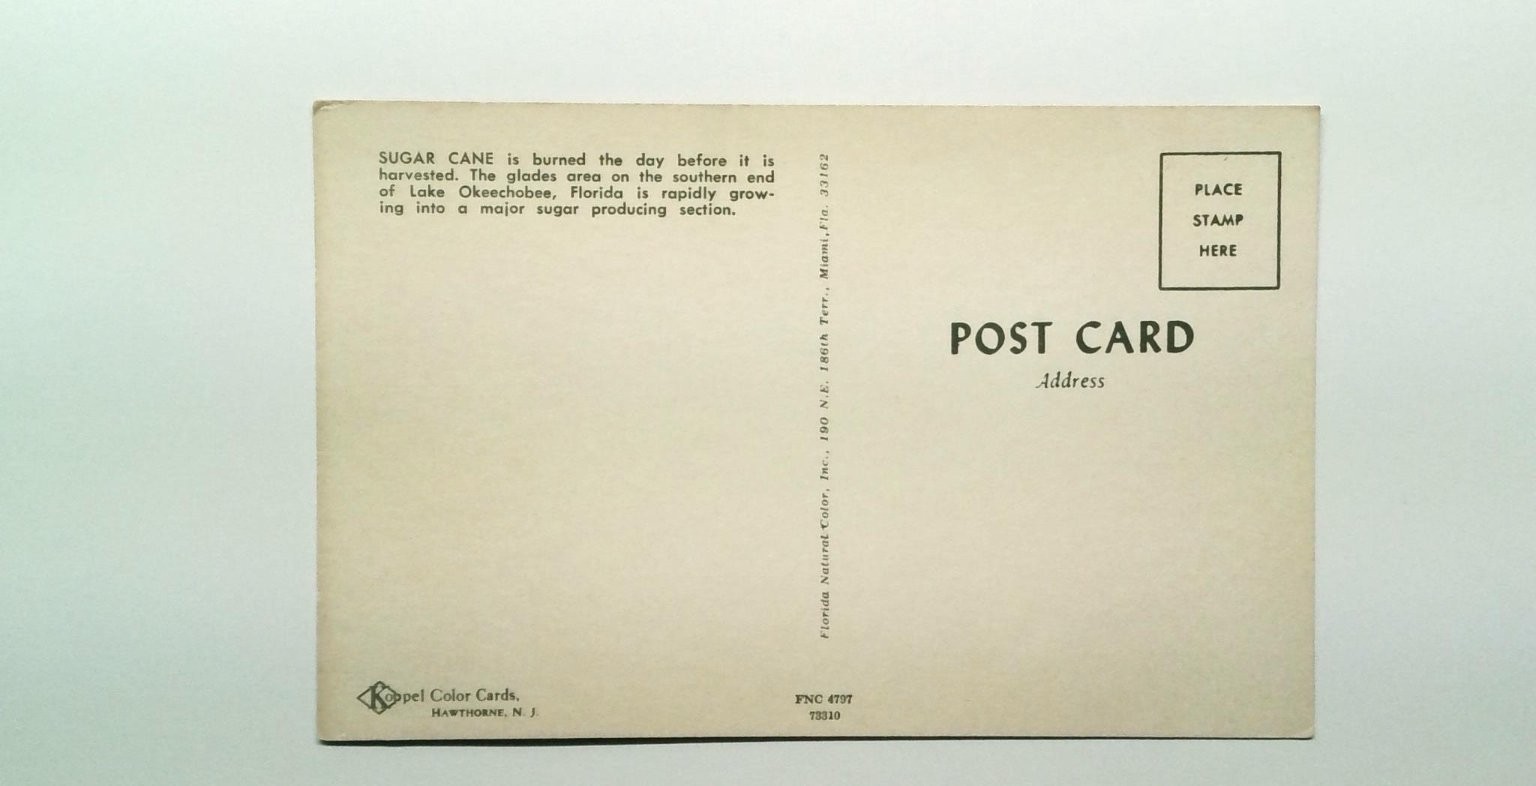 SUGAR CANE is burned the day before it is
harvested. The glades area on the southern end
of Lake Okeechobee, Florida is rapidly grow-
ing into a major sugar producing section.
Florida Natural Color, Inc., 190 N.E. 186th Terr., Miami, Fla. 33162
PLACE
STAMP
HERE
POST CARD
Address
Koppel Color Cards,
HAWTHORNE, N. J.
FNC 4797
73310